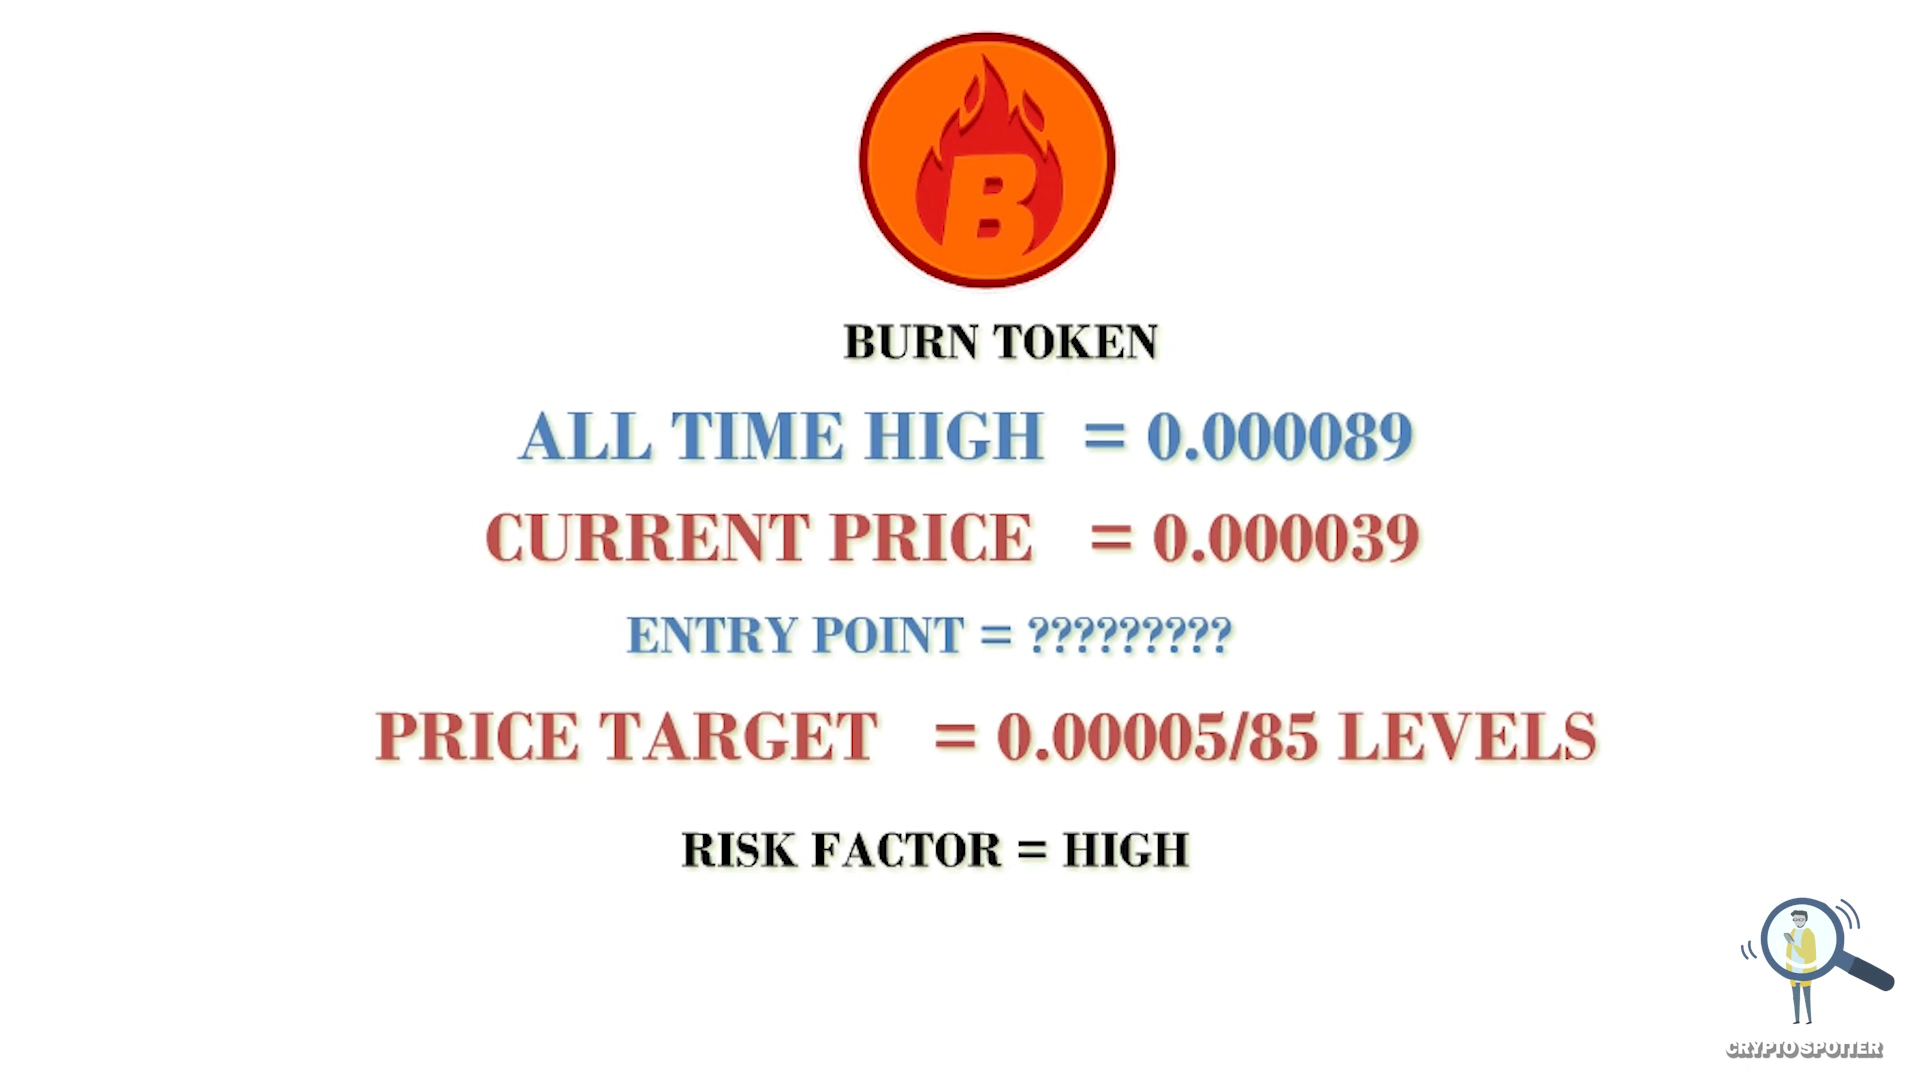 B
BURN TOKEN
ALL TIME HIGH = 0.000089
CURRENT PRICE = 0.000039
ENTRY POINT = ?????????
PRICE TARGET = 0.00005/85 LEVELS
RISK FACTOR = HIGH
CRYPTO SPOTTER